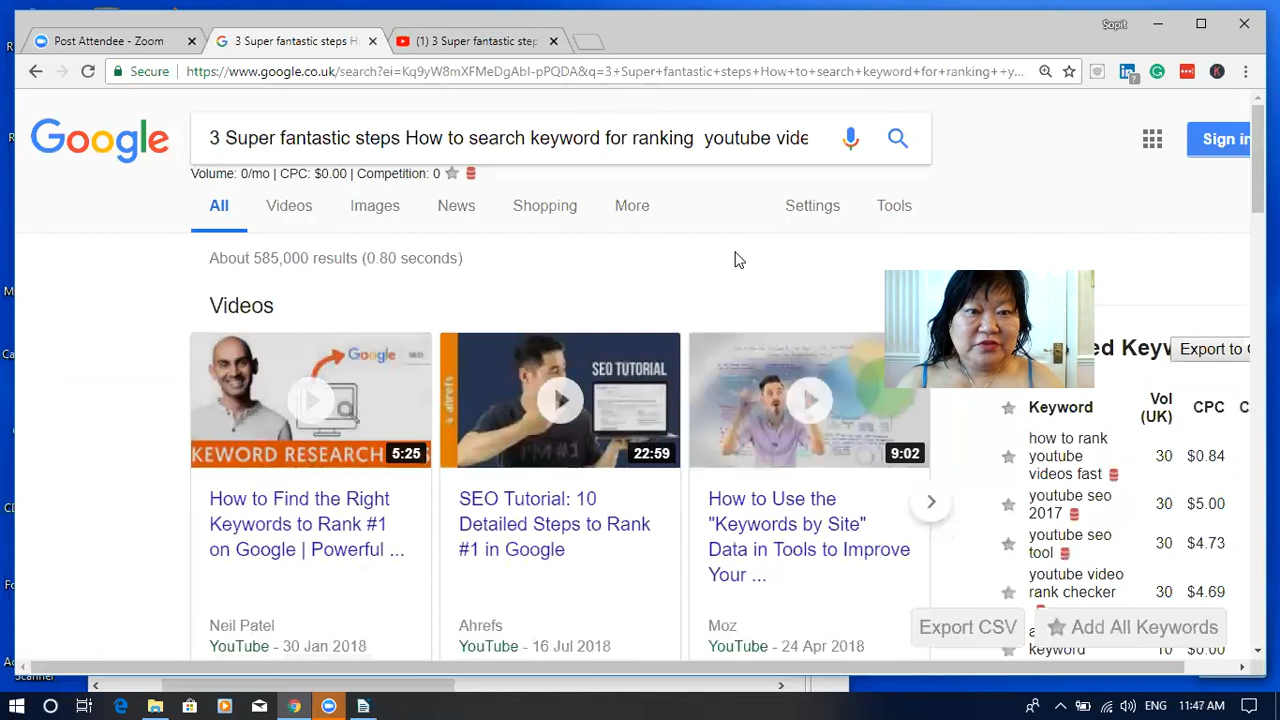 Sopit
Post Attendee - Zoom
3 Super fantastic steps H
(1) 3 Super fantastic step
Secure
https://www.google.co.uk/search?ei=Kq9yW8mXFMeDgAbI-pPQDA&q=3+Super+fantastic+steps+How+to+search+keyword+for+ranking++y...
Google
3 Super fantastic steps How to search keyword for ranking youtube vide
Sign in
Volume: 0/mo | CPC: $0.00 | Competition: 0
All Videos Images News Shopping More Settings Tools
About 585,000 results (0.80 seconds)
Videos
Google
SEO
KEWORD RESEARCH
5:25
ahrefs
SEO TUTORIAL
I'M #1
22:59
9:02
How to Find the Right
Keywords to Rank #1
on Google | Powerful ...
Neil Patel
YouTube - 30 Jan 2018
SEO Tutorial: 10
Detailed Steps to Rank
#1 in Google
Ahrefs
YouTube - 16 Jul 2018
How to Use the
"Keywords by Site"
Data in Tools to Improve
Your ...
Moz
YouTube - 24 Apr 2018
Export to
Keyword Vol (UK) CPC
how to rank youtube videos fast 30 $0.84
youtube seo 2017 30 $5.00
youtube seo tool 30 $4.73
youtube video rank checker 30 $4.69
keyword 10 $0.00
Export CSV
Add All Keywords
Scanner
ENG
11:47 AM